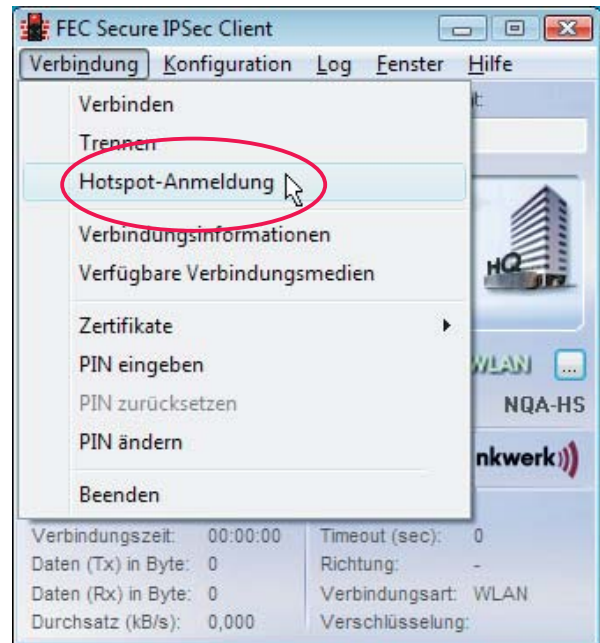 FEC Secure IPSec Client
Verbindung Konfiguration Log Fenster Hilfe
Verbinden
Trennen
Hotspot-Anmeldung
Verbindungsinformationen
Verfügbare Verbindungsmedien
Zertifikate
PIN eingeben
PIN zurücksetzen
PIN ändern
Beenden
HQ
WLAN ...
NQA-HS
nkwerk
Verbindungszeit: 00:00:00 Timeout (sec): 0
Daten (Tx) in Byte: 0 Richtung: -
Daten (Rx) in Byte: 0 Verbindungsart: WLAN
Durchsatz (kB/s): 0,000 Verschlüsselung: